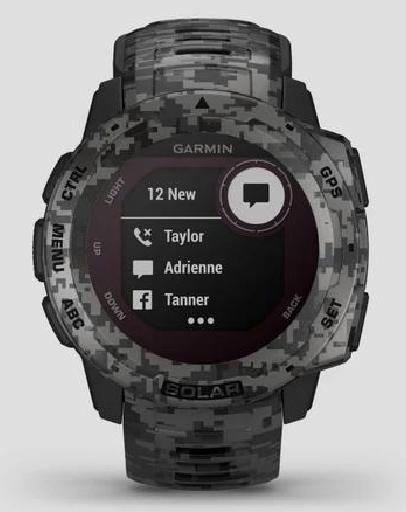 GARMIN
CTRL
LIGHT
GPS
12 New
Taylor
MENU
UP
Adrienne
Tanner
ABC
DOWN
BACK
SET
SOLAR